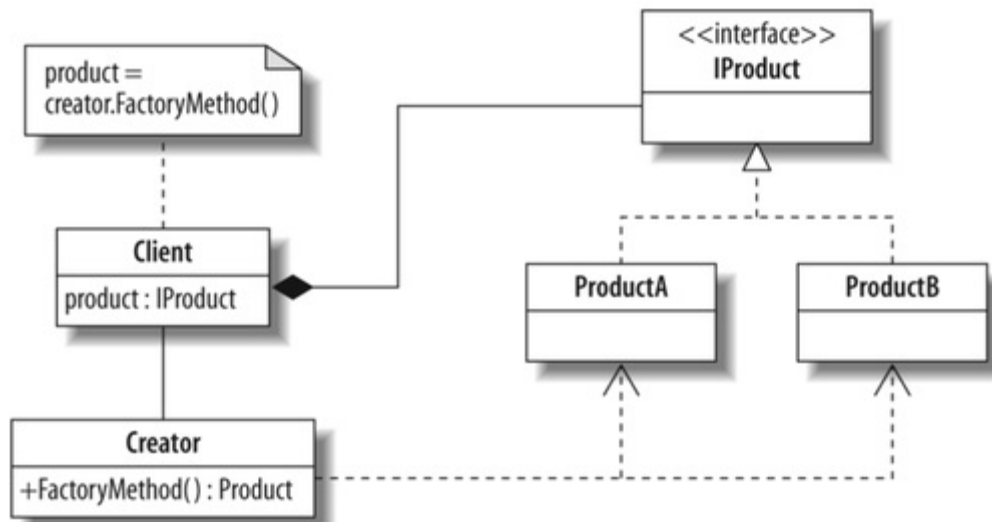 product =
creator.FactoryMethod()
<<interface>>
IProduct
Client
product : IProduct
ProductA
ProductB
Creator
+FactoryMethod() : Product